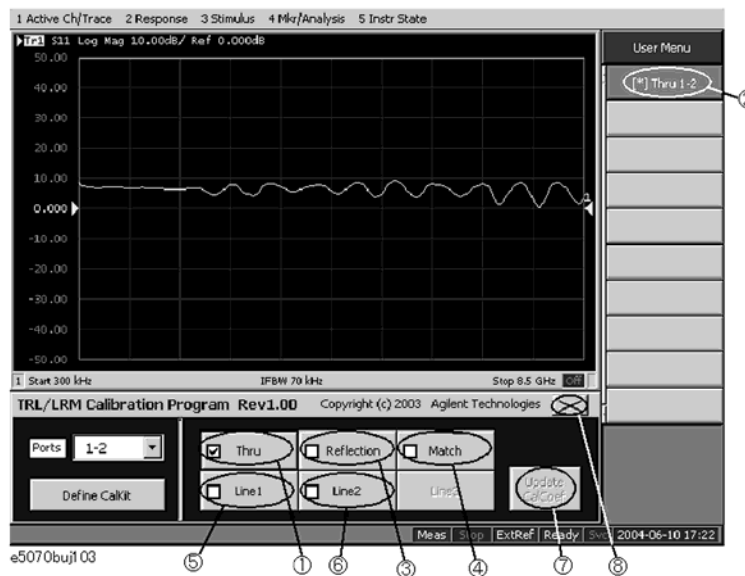 1 Active Ch/Trace 2 Response 3 Stimulus 4 Mkr/Analysis 5 Instr State
Tr1 S11 Log Mag 10.00dB/ Ref 0.000dB
50.00
40.00
30.00
20.00
10.00
0.000
-10.00
-20.00
-30.00
-40.00
-50.00
1
1 Start 300 kHz IFBW 70 kHz Stop 8.5 GHz Off
User Menu
[*] Thru 1-2
②
TRL/LRM Calibration Program Rev1.00 Copyright (c) 2003 Agilent Technologies
Ports 1-2
Define CalKit
Thru Reflection Match
Line1 Line2 Line3
Update
CalCoef
Meas Stop ExtRef Ready Svc 2004-06-10 17:22
e5070buj103
⑤ ① ⑥ ③ ④ ⑦ ⑧